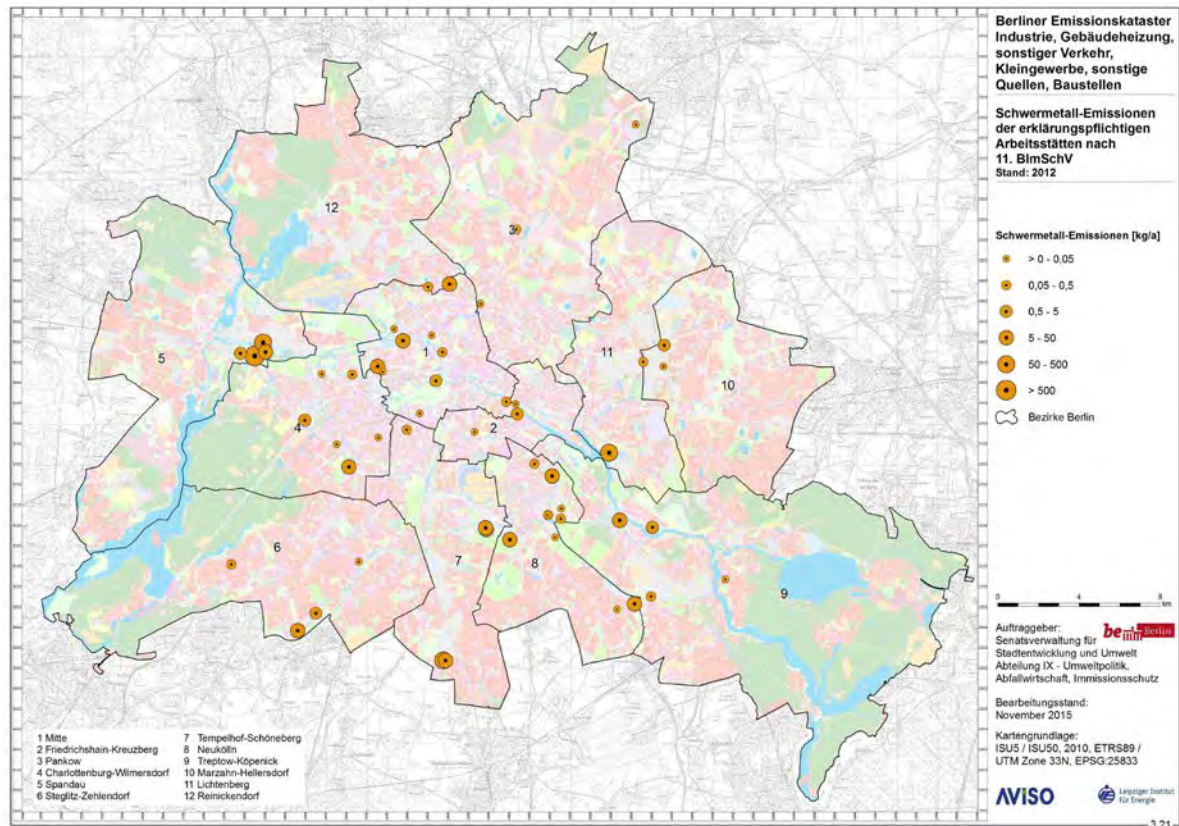 Berliner Emissionskataster
Industrie, Gebäudeheizung,
sonstiger Verkehr,
Kleingewerbe, sonstige
Quellen, Baustellen
Schwermetall-Emissionen
der erklärungspflichtigen
Arbeitsstätten nach
11. BImSchV
Stand: 2012
Schwermetall-Emissionen [kg/a]
> 0 - 0,05
0,05 - 0,5
0,5 - 5
5 - 50
50 - 500
> 500
Bezirke Berlin
12
3
5
1
11
10
4
2
6
7
8
9
0 4 8
km
Auftraggeber:
be Berlin
Senatsverwaltung für
Stadtentwicklung und Umwelt
Abteilung IX - Umweltpolitik,
Abfallwirtschaft, Immissionsschutz
Bearbeitungsstand:
November 2015
Kartengrundlage:
ISU5 / ISU50, 2010, ETRS89 /
UTM Zone 33N, EPSG:25833
AVISO
Leipziger Institut
für Energie
1 Mitte
2 Friedrichshain-Kreuzberg
3 Pankow
4 Charlottenburg-Wilmersdorf
5 Spandau
6 Steglitz-Zehlendorf
7 Tempelhof-Schöneberg
8 Neukölln
9 Treptow-Köpenick
10 Marzahn-Hellersdorf
11 Lichtenberg
12 Reinickendorf
3.21